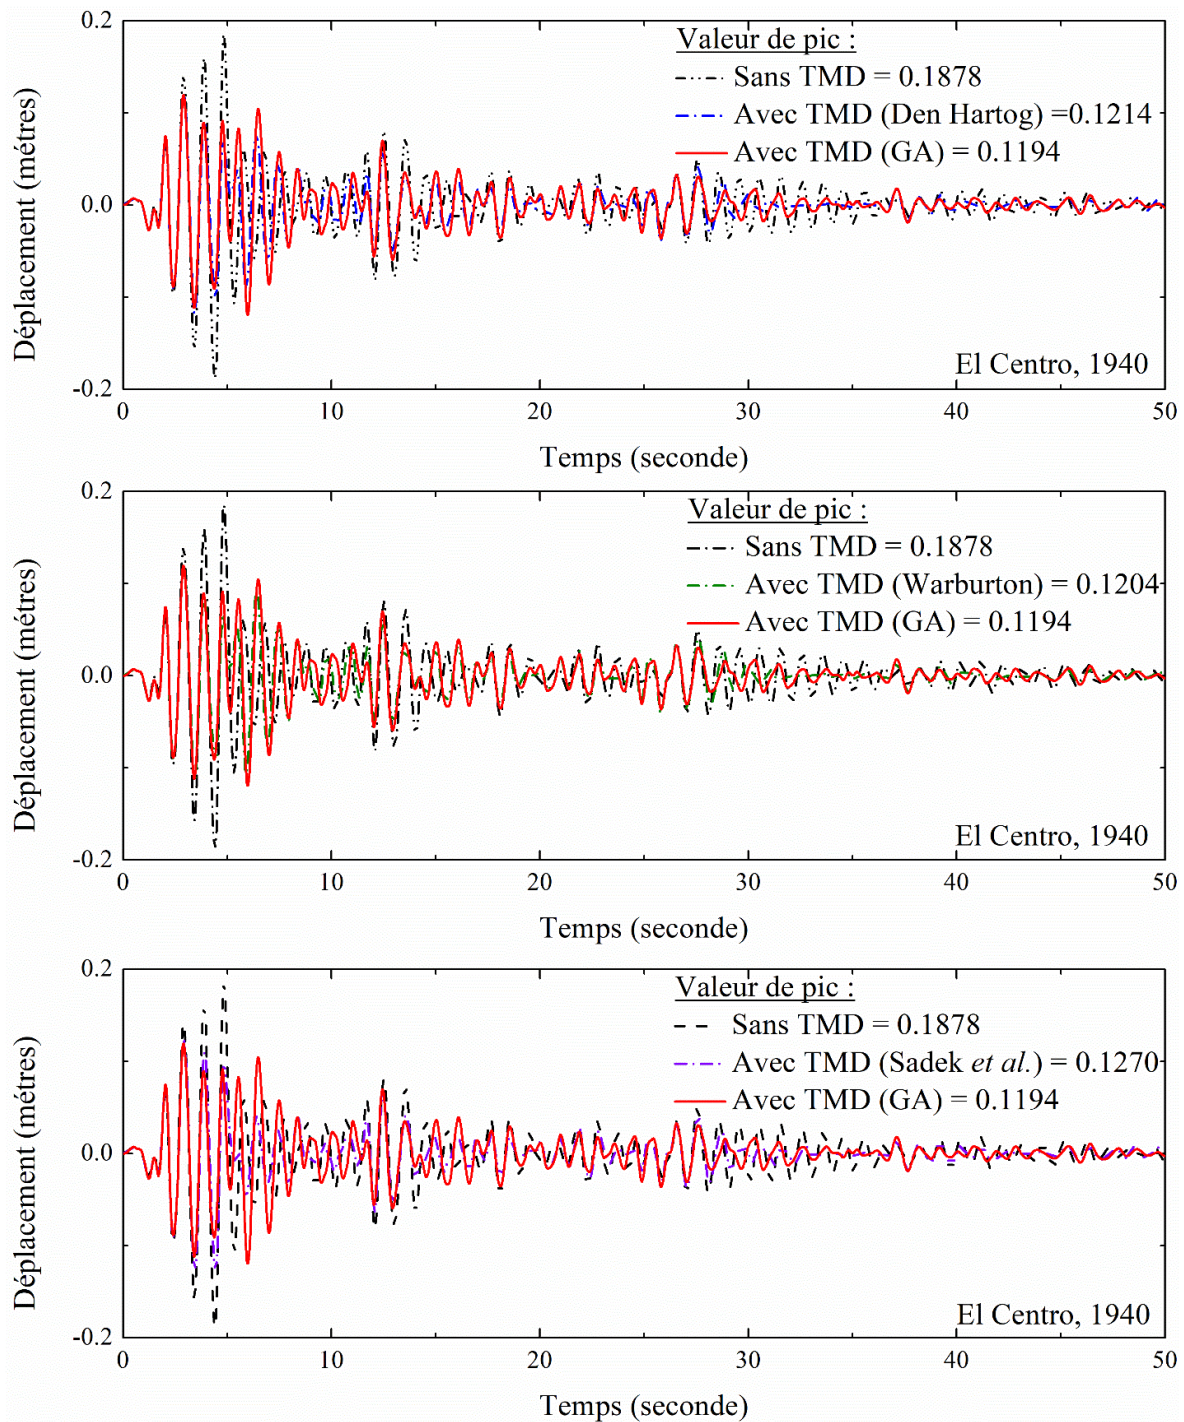 0.2
Valeur de pic :
Sans TMD = 0.1878
Avec TMD (Den Hartog) =0.1214
Avec TMD (GA) = 0.1194
0.0
Déplacement (métres)
El Centro, 1940
-0.2
0 10 20 30 40 50
Temps (seconde)
0.2
Valeur de pic :
Sans TMD = 0.1878
Avec TMD (Warburton) = 0.1204
Avec TMD (GA) = 0.1194
0.0
Déplacement (métres)
El Centro, 1940
-0.2
0 10 20 30 40 50
Temps (seconde)
0.2
Valeur de pic :
Sans TMD = 0.1878
Avec TMD (Sadek et al.) = 0.1270
Avec TMD (GA) = 0.1194
0.0
Déplacement (métres)
El Centro, 1940
-0.2
0 10 20 30 40 50
Temps (seconde)